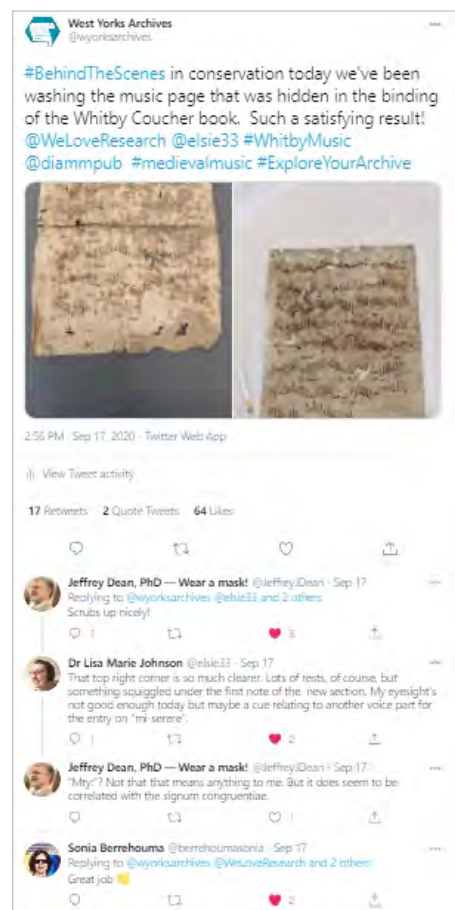 West Yorks Archives
@wyorksarchives
#BehindTheScenes in conservation today we've been
washing the music page that was hidden in the binding
of the Whitby Coucher book. Such a satisfying result!
@WeLoveResearch @elsie33 #WhitbyMusic
@diammpub #medievalmusic #ExploreYourArchive
2:56 PM · Sep 17, 2020 · Twitter Web App
View Tweet activity
17 Retweets 2 Quote Tweets 64 Likes
Jeffrey Dean, PhD — Wear a mask! @JeffreyJDean · Sep 17
Replying to @wyorksarchives @elsie33 and 2 others
Scrubs up nicely!
1 3
Dr Lisa Marie Johnson @elsie33 · Sep 17
That top right corner is so much clearer. Lots of rests, of course, but
something squiggled under the first note of the new section. My eyesight's
not good enough today but maybe a cue relating to another voice part for
the entry on "mi-serere".
1 2
Jeffrey Dean, PhD — Wear a mask! @JeffreyJDean · Sep 17
"Mty:"? Not that that means anything to me. But it does seem to be
correlated with the signum congruentiae.
1
Sonia Berrehouma @berrehoumasonia · Sep 17
Replying to @wyorksarchives @WeLoveResearch and 2 others
Great job 👏
2